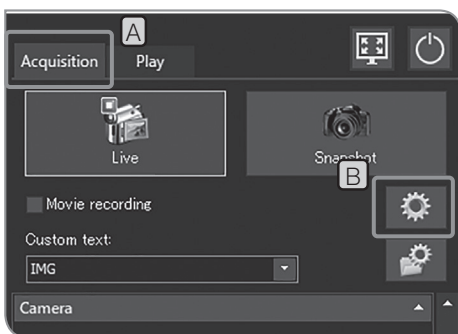 A
Acquisition Play
Live Snapshot
B
Movie recording
Custom text:
IMG
Camera